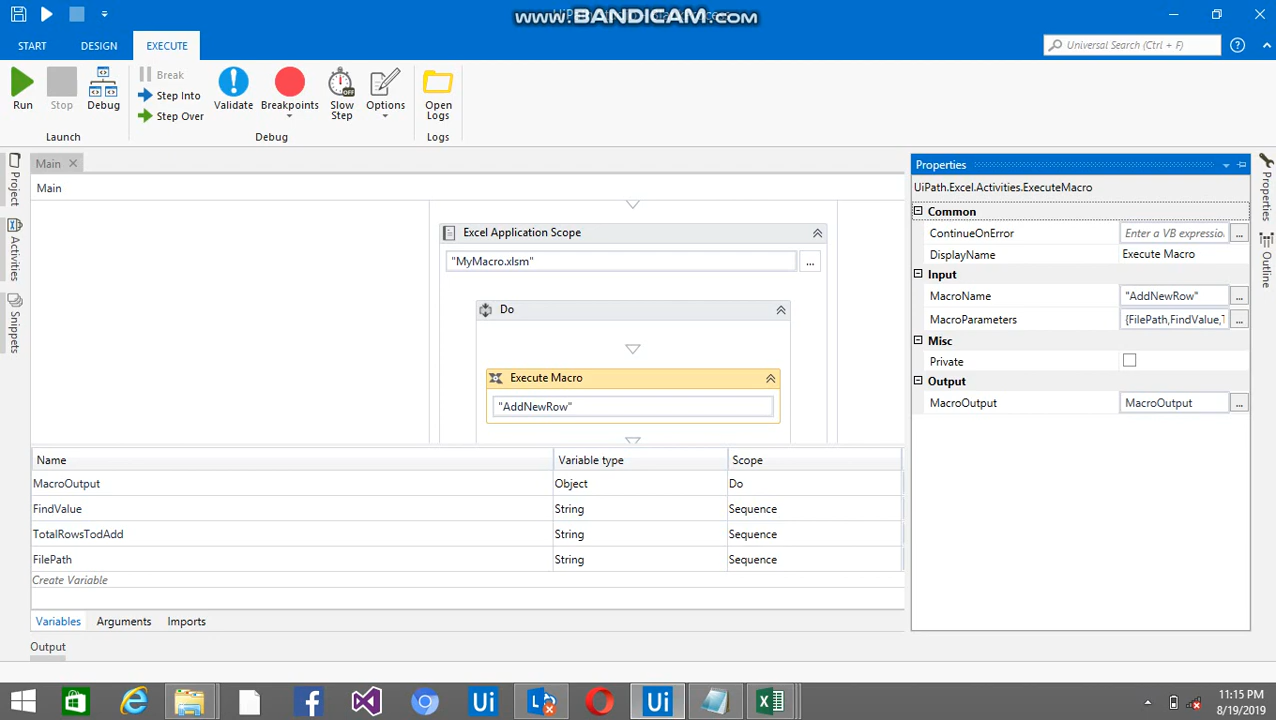 www.BANDICAM.com
START
DESIGN
EXECUTE
Universal Search (Ctrl + F)
Run
Stop
Debug
Break
Step Into
Step Over
Validate
Breakpoints
Slow
Step
Options
Open
Logs
Launch
Debug
Logs
Project
Activities
Snippets
Main
Main
Excel Application Scope
"MyMacro.xlsm"
...
Do
Execute Macro
"AddNewRow"
Name
Variable type
Scope
MacroOutput
Object
Do
FindValue
String
Sequence
TotalRowsTodAdd
String
Sequence
FilePath
String
Sequence
Create Variable
Variables
Arguments
Imports
Output
Properties
UiPath.Excel.Activities.ExecuteMacro
Common
ContinueOnError
Enter a VB expressio
...
DisplayName
Execute Macro
Input
MacroName
"AddNewRow"
...
MacroParameters
{FilePath,FindValue,T
...
Misc
Private
Output
MacroOutput
MacroOutput
...
Properties
Outline
Ui
Ui
11:15 PM
8/19/2019